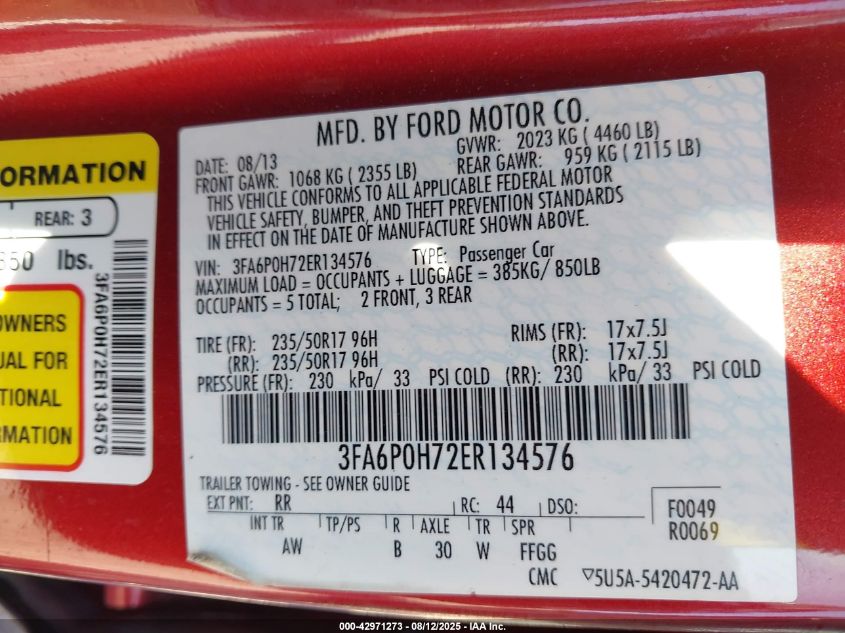 ORMATION
REAR: 3
lbs.
OWNERS
UAL FOR
TIONAL
RMATION
3FA6P0H72ER134576
MFD. BY FORD MOTOR CO.
DATE: 08/13 GVWR: 2023 KG ( 4460 LB)
FRONT GAWR: 1068 KG ( 2355 LB) REAR GAWR: 959 KG ( 2115 LB)
THIS VEHICLE CONFORMS TO ALL APPLICABLE FEDERAL MOTOR
VEHICLE SAFETY, BUMPER, AND THEFT PREVENTION STANDARDS
IN EFFECT ON THE DATE OF MANUFACTURE SHOWN ABOVE.
VIN: 3FA6P0H72ER134576 TYPE: Passenger Car
MAXIMUM LOAD = OCCUPANTS + LUGGAGE = 385KG/ 850LB
OCCUPANTS = 5 TOTAL; 2 FRONT, 3 REAR
TIRE (FR): 235/50R17 96H RIMS (FR): 17x7.5J
(RR): 235/50R17 96H (RR): 17x7.5J
PRESSURE (FR): 230 kPa/ 33 PSI COLD (RR): 230 kPa/ 33 PSI COLD
3FA6P0H72ER134576
TRAILER TOWING - SEE OWNER GUIDE
EXT PNT: RR RC: 44 DSO: F0049
INT TR TP/PS R AXLE TR SPR R0069
AW B 30 W FFGG
CMC ▽5U5A-5420472-AA
000-42971273 - 08/12/2025 - IAA Inc.